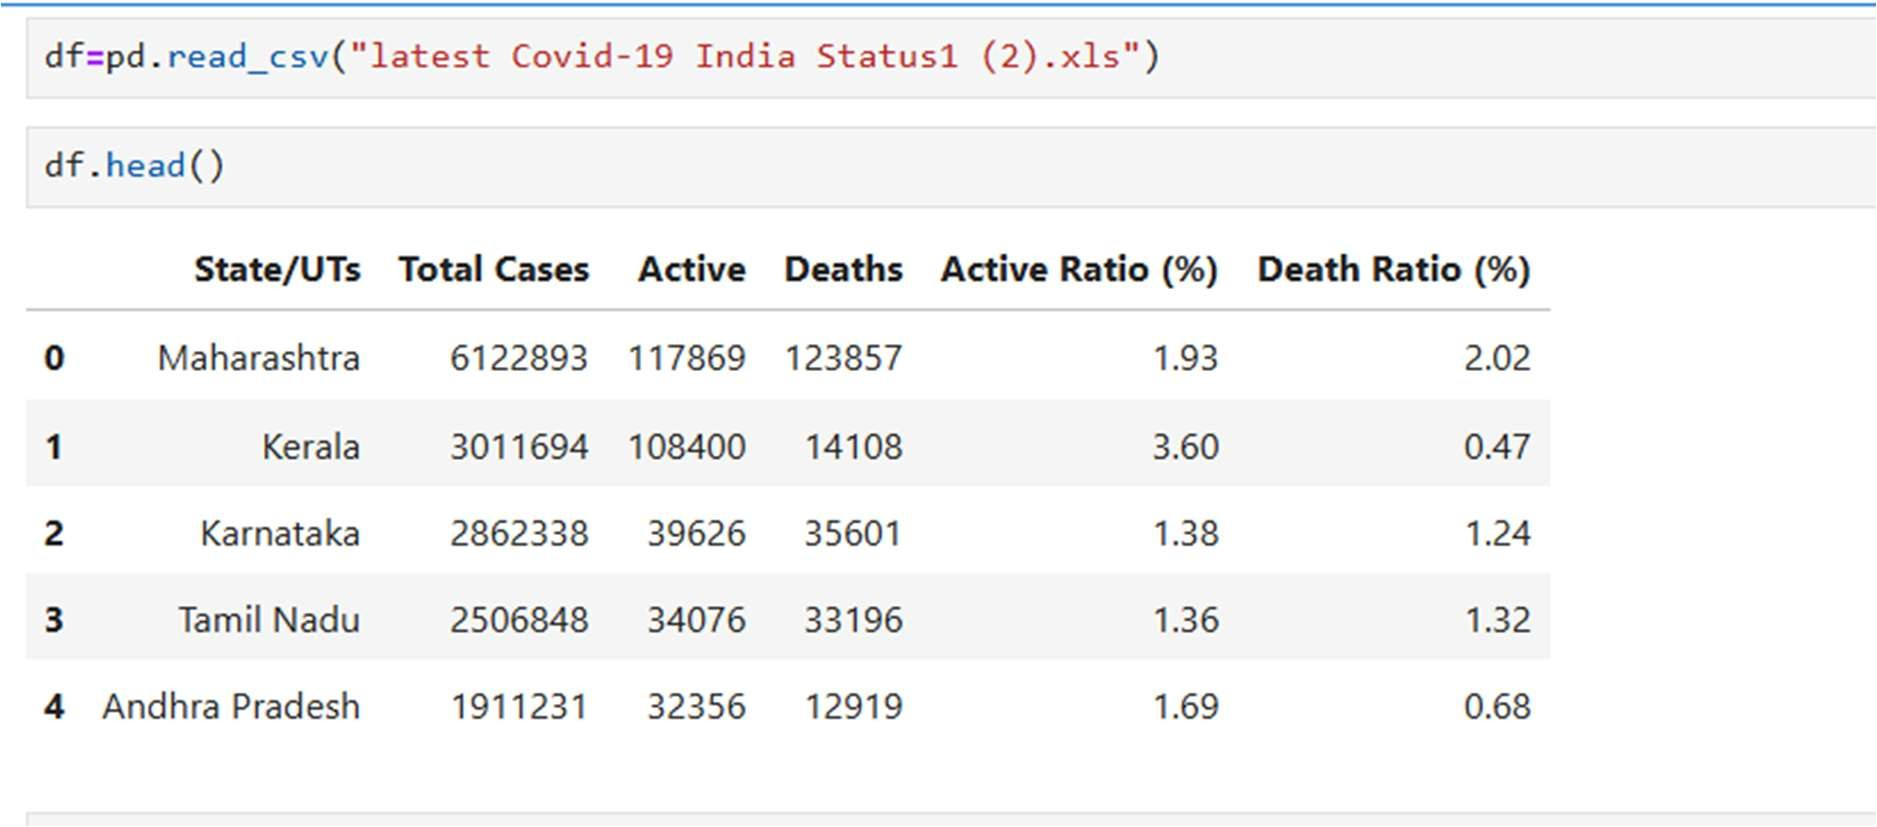 df=pd.read_csv("latest Covid-19 India Status1 (2).xls")
df.head()
State/UTs Total Cases Active Deaths Active Ratio (%) Death Ratio (%)
0 Maharashtra 6122893 117869 123857 1.93 2.02
1 Kerala 3011694 108400 14108 3.60 0.47
2 Karnataka 2862338 39626 35601 1.38 1.24
3 Tamil Nadu 2506848 34076 33196 1.36 1.32
4 Andhra Pradesh 1911231 32356 12919 1.69 0.68